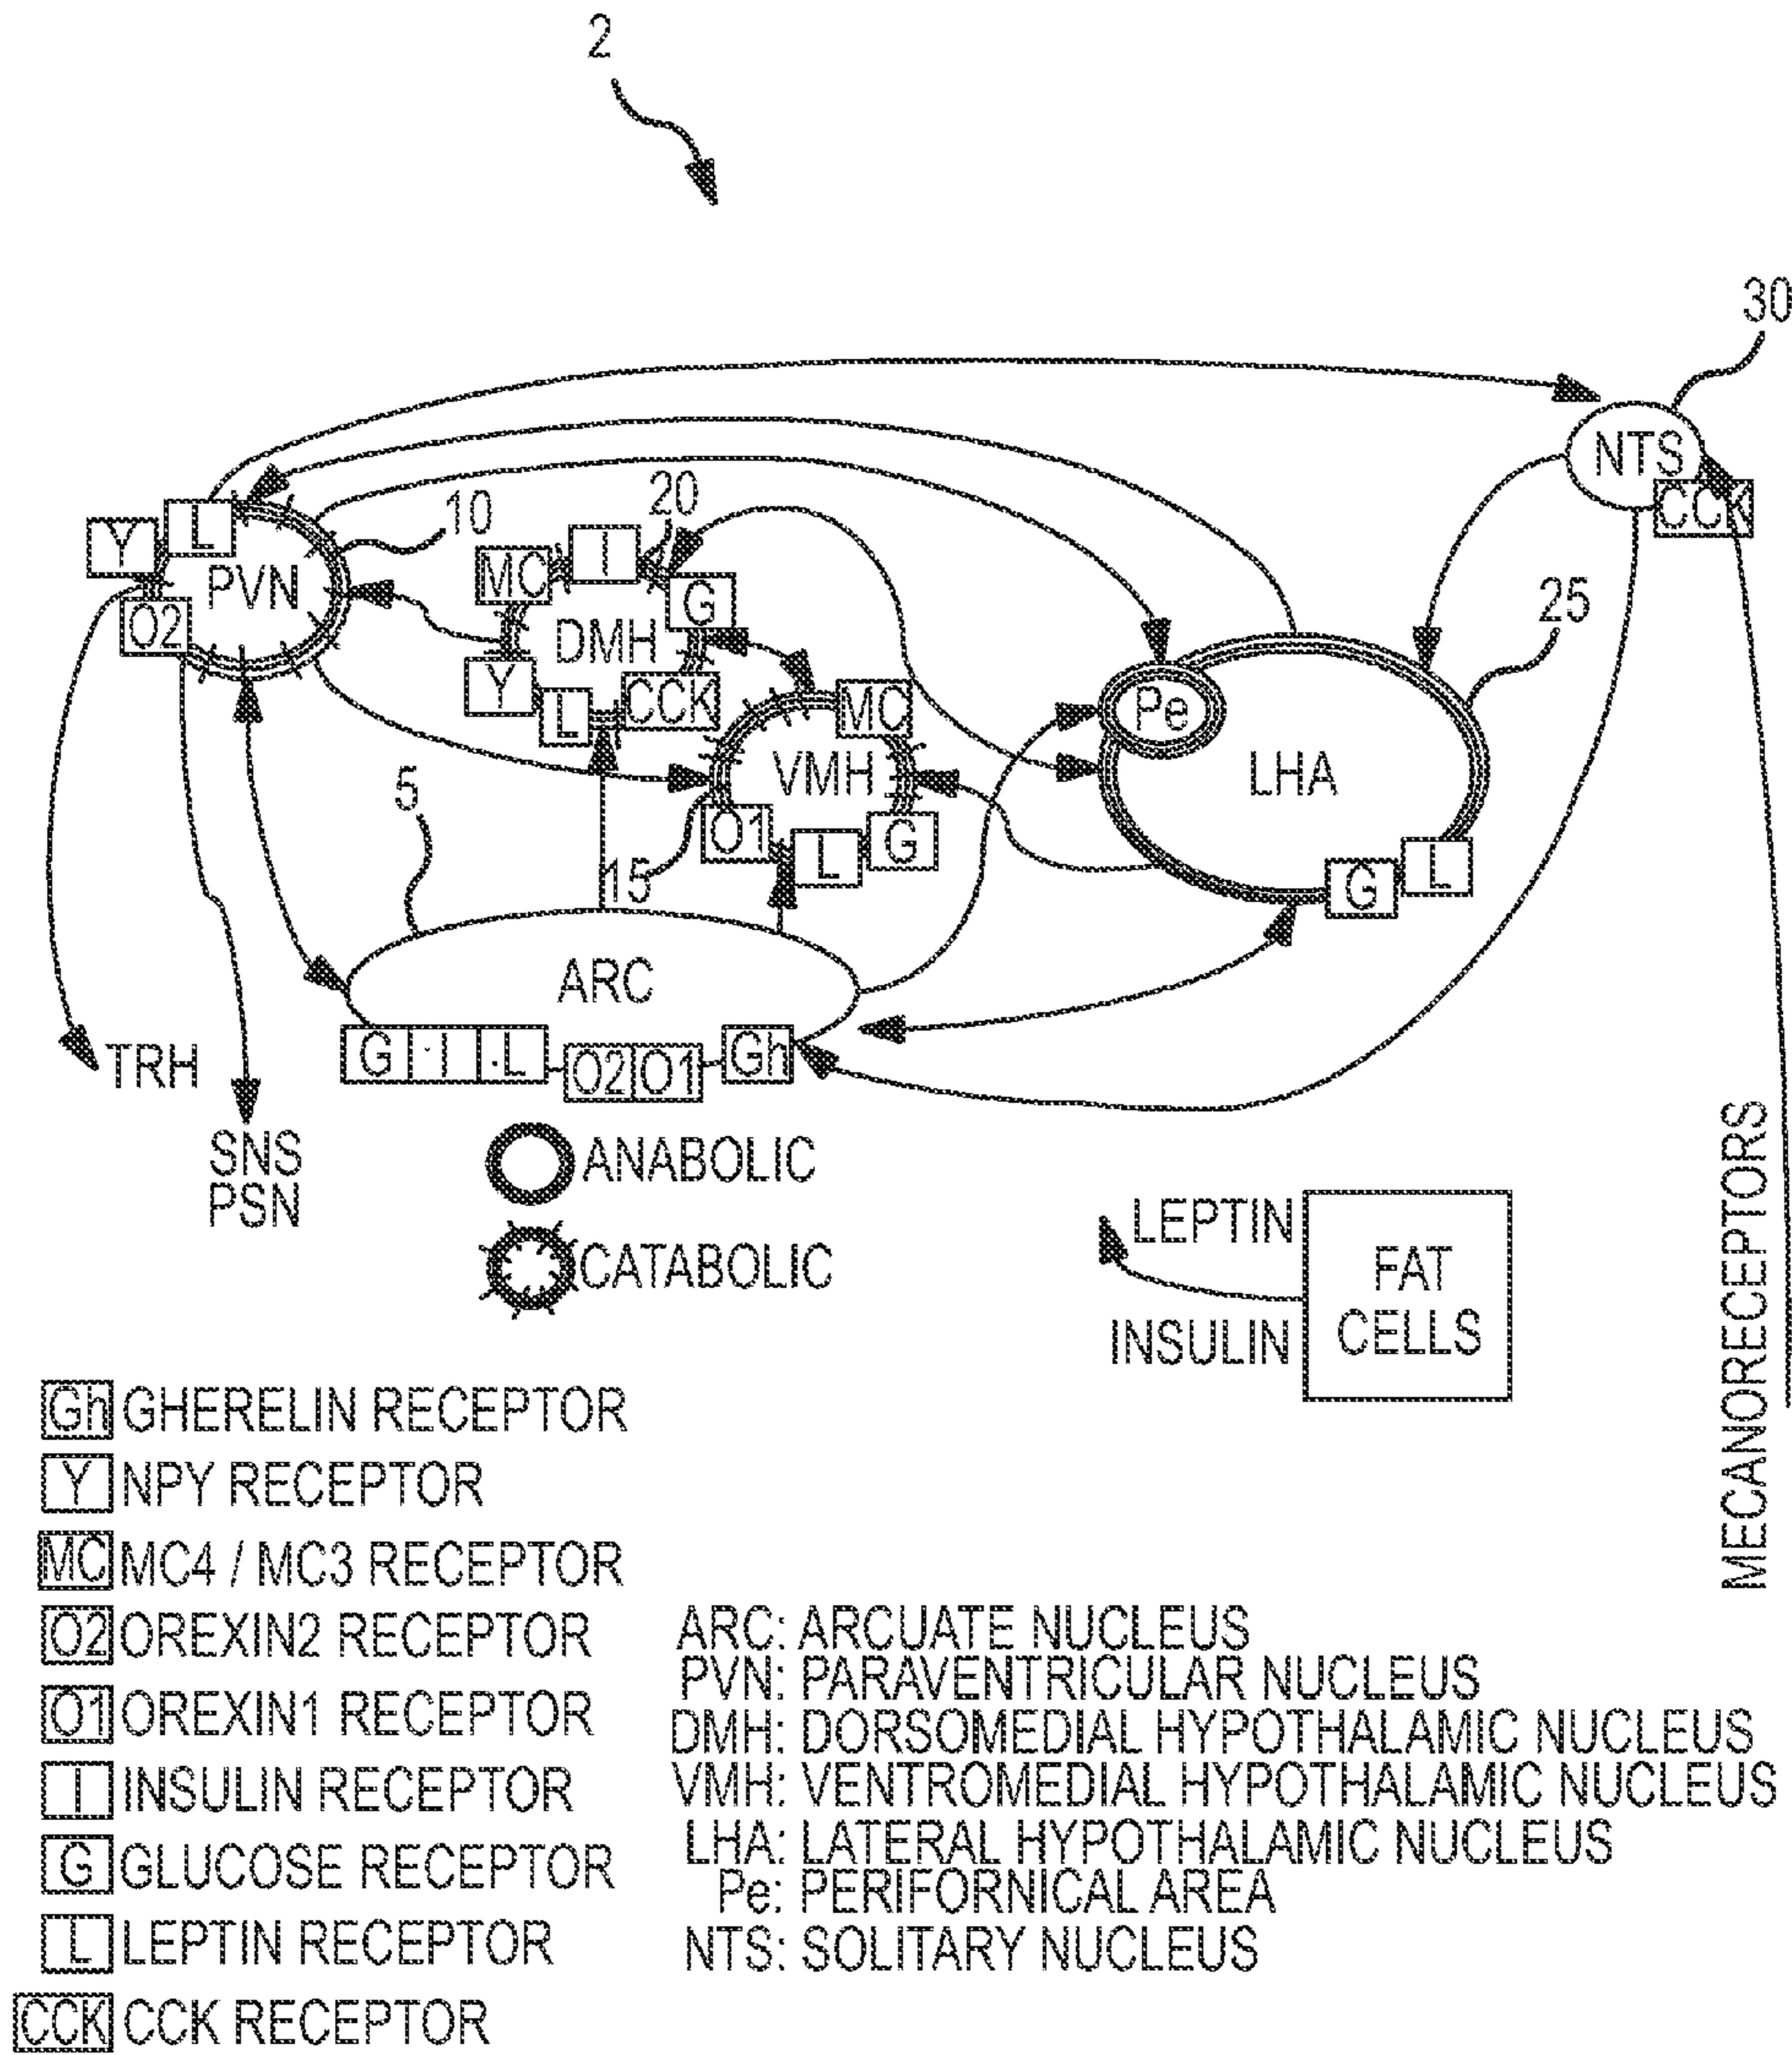 2
30
NTS
CCK
10
20
25
Y
L
PVN
O2
MC
I
G
DMH
Y
L
CCK
MC
VMH
O1
L
G
Pe
LHA
G
L
5
15
ARC
G I L
O2 O1
Gh
TRH
SNS
PSN
ANABOLIC
CATABOLIC
LEPTIN
INSULIN
FAT
CELLS
MECANORECEPTORS
Gh GHERELIN RECEPTOR
Y NPY RECEPTOR
MC MC4 / MC3 RECEPTOR
O2 OREXIN2 RECEPTOR
O1 OREXIN1 RECEPTOR
I INSULIN RECEPTOR
G GLUCOSE RECEPTOR
L LEPTIN RECEPTOR
CCK CCK RECEPTOR
ARC: ARCUATE NUCLEUS
PVN: PARAVENTRICULAR NUCLEUS
DMH: DORSOMEDIAL HYPOTHALAMIC NUCLEUS
VMH: VENTROMEDIAL HYPOTHALAMIC NUCLEUS
LHA: LATERAL HYPOTHALAMIC NUCLEUS
Pe: PERIFORNICAL AREA
NTS: SOLITARY NUCLEUS